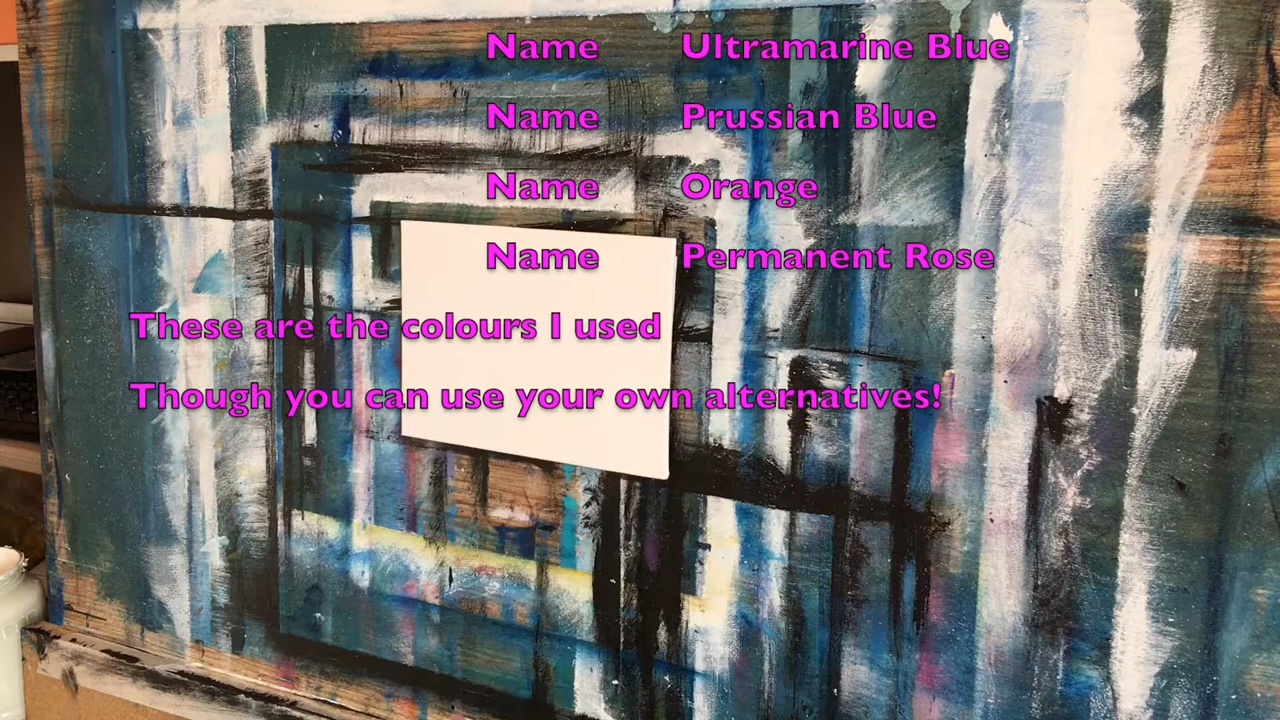 Name Ultramarine Blue
Name Prussian Blue
Name Orange
Name Permanent Rose
These are the colours I used
Though you can use your own alternatives!